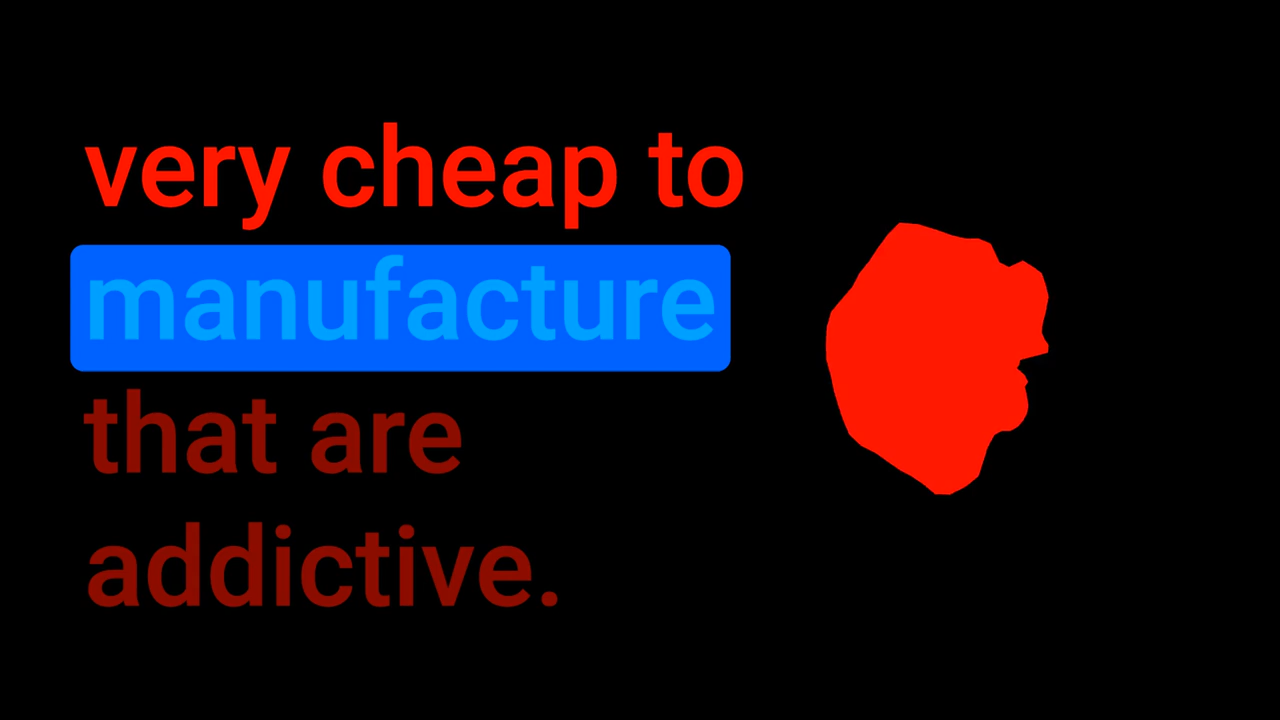 very cheap to
manufacture
that are
addictive.